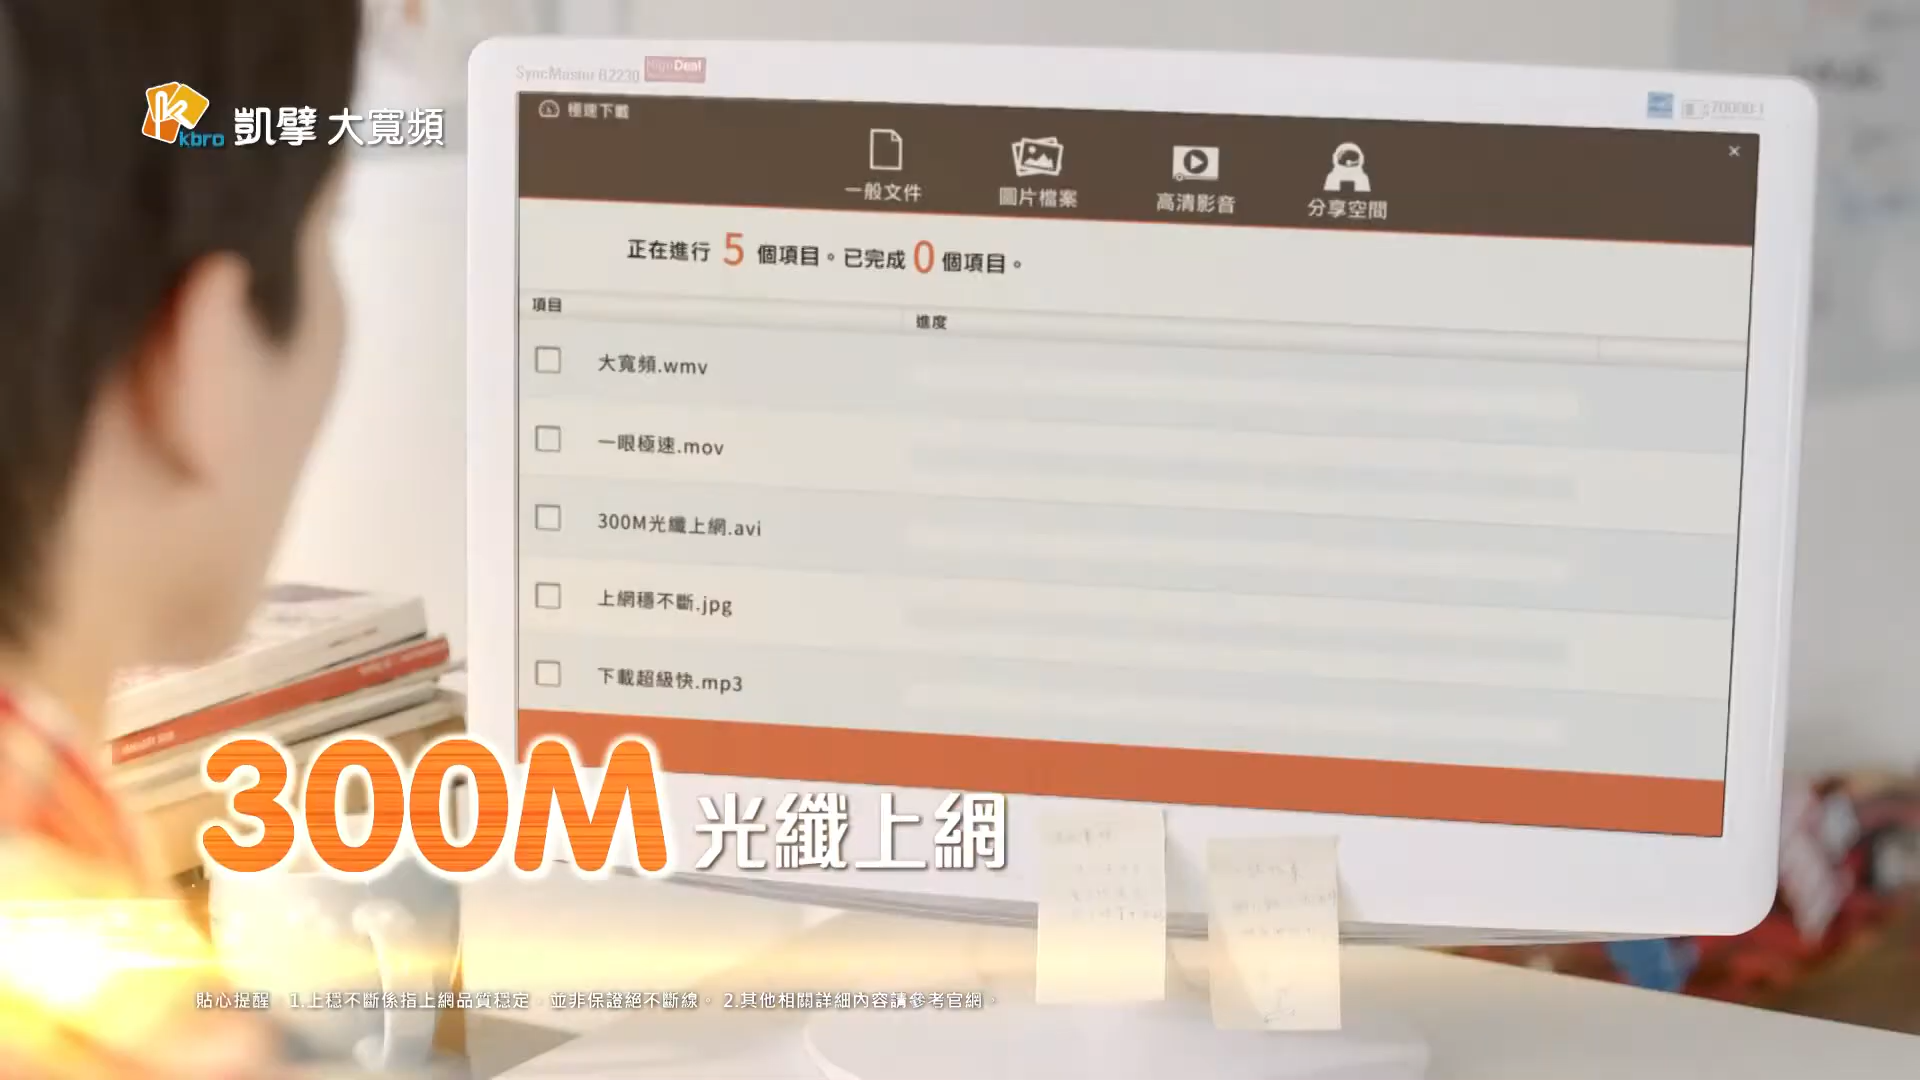 kbro 凱擘 大寬頻
SyncMaster B2230
極速下載
一般文件
圖片檔案
高清影音
分享空間
正在進行 5 個項目。已完成 0 個項目。
項目
進度
大寬頻.wmv
一眼極速.mov
300M光纖上網.avi
上網穩不斷.jpg
下載超級快.mp3
300M 光纖上網
貼心提醒 1.上穩不斷係指上網品質穩定，並非保證絕不斷線。 2.其他相關詳細內容請參考官網。